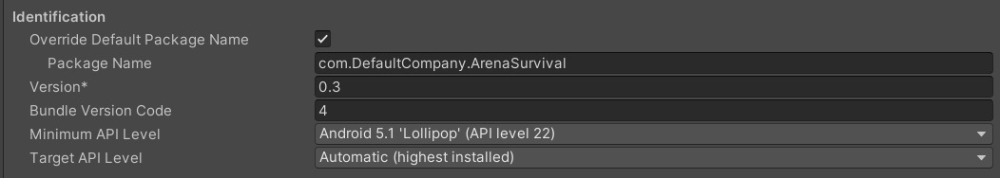 Identification
Override Default Package Name
Package Name com.DefaultCompany.ArenaSurvival
Version* 0.3
Bundle Version Code 4
Minimum API Level Android 5.1 'Lollipop' (API level 22)
Target API Level Automatic (highest installed)